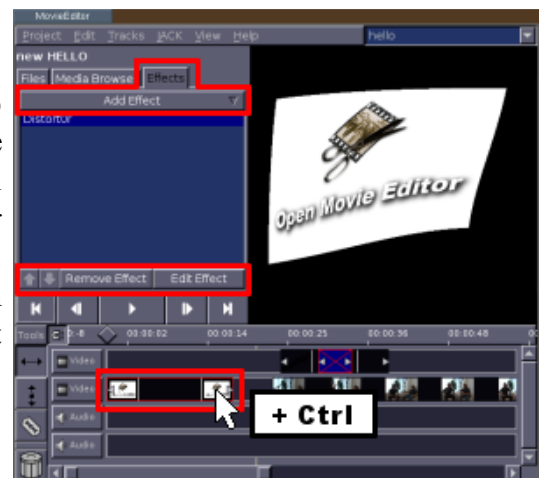 MovieEditor
Project Edit Tracks JACK View Help hello
new HELLO
Files Media Browse Effects
Add Effect
Distortur
Open Movie Editor
Remove Effect Edit Effect
Tools 00:00:02 00:00:14 00:00:25 00:00:36 00:00:48
Video
Video
+ Ctrl
Audio
Audio